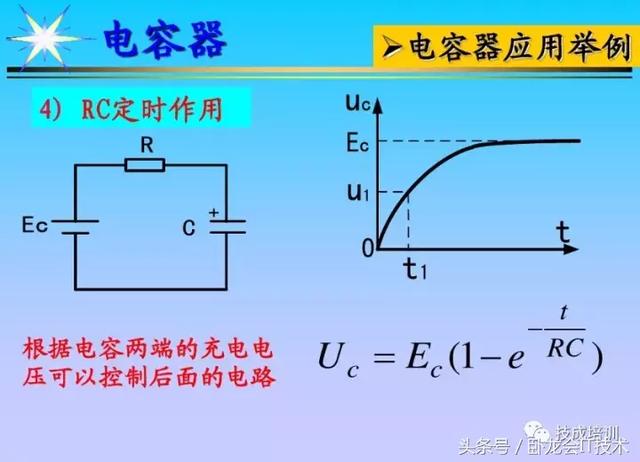 电容器
➢电容器应用举例
4) RC定时作用
R
Ec
+
C
uc
Ec
u1
0
t1
t
根据电容两端的充电电
压可以控制后面的电路
Uc = Ec(1-e^(-t/RC))
技成培训
头条号/卧龙会IT技术